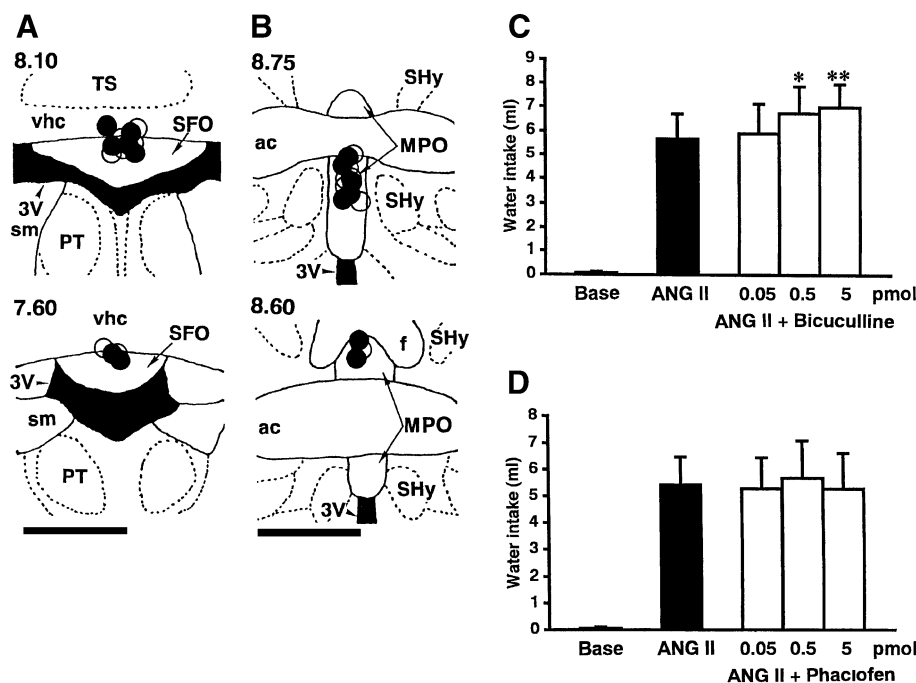 A
8.10
TS
vhc
SFO
3V
sm
PT
7.60
vhc
SFO
3V
sm
PT
B
8.75
SHy
ac
MPO
SHy
3V
8.60
f
SHy
ac
MPO
SHy
3V
C
Water intake (ml)
9
8
7
6
5
4
3
2
1
0
* **
Base ANG II 0.05 0.5 5 pmol
ANG II + Bicuculline
D
Water intake (ml)
8
7
6
5
4
3
2
1
0
Base ANG II 0.05 0.5 5 pmol
ANG II + Phaclofen